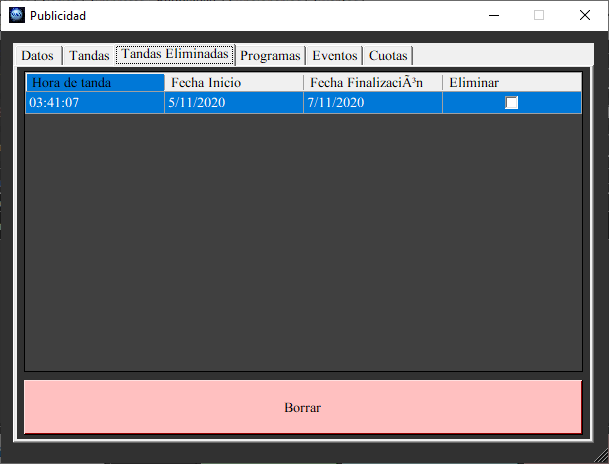 Publicidad
Datos Tandas Tandas Eliminadas Programas Eventos Cuotas
Hora de tanda Fecha Inicio Fecha FinalizaciÃ³n Eliminar
03:41:07 5/11/2020 7/11/2020
Borrar